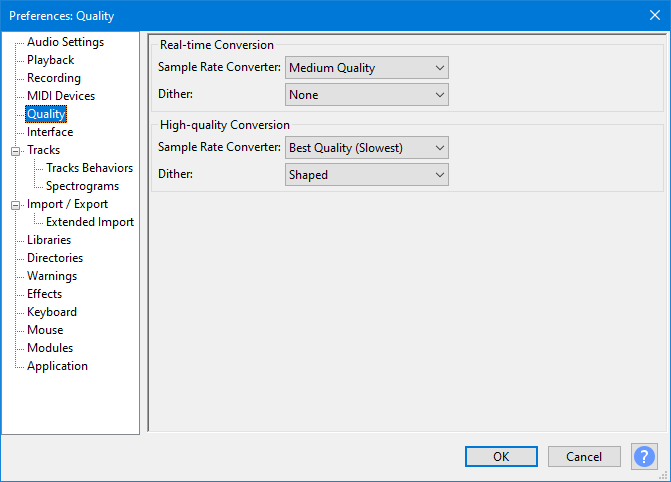 Preferences: Quality
Audio Settings
Playback
Recording
MIDI Devices
Quality
Interface
Tracks
Tracks Behaviors
Spectrograms
Import / Export
Extended Import
Libraries
Directories
Warnings
Effects
Keyboard
Mouse
Modules
Application
Real-time Conversion
Sample Rate Converter: Medium Quality
Dither: None
High-quality Conversion
Sample Rate Converter: Best Quality (Slowest)
Dither: Shaped
OK Cancel ?